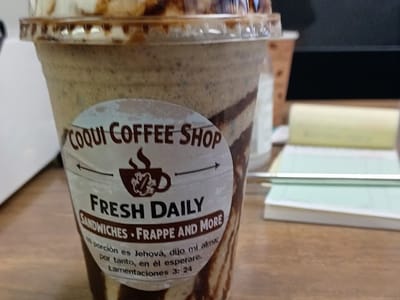 COQUI COFFEE SHOP
FRESH DAILY
SANDWICHES • FRAPPE AND MORE
Mi porción es Jehová, dijo mi alma;
por tanto, en él esperare.
Lamentaciones 3: 24